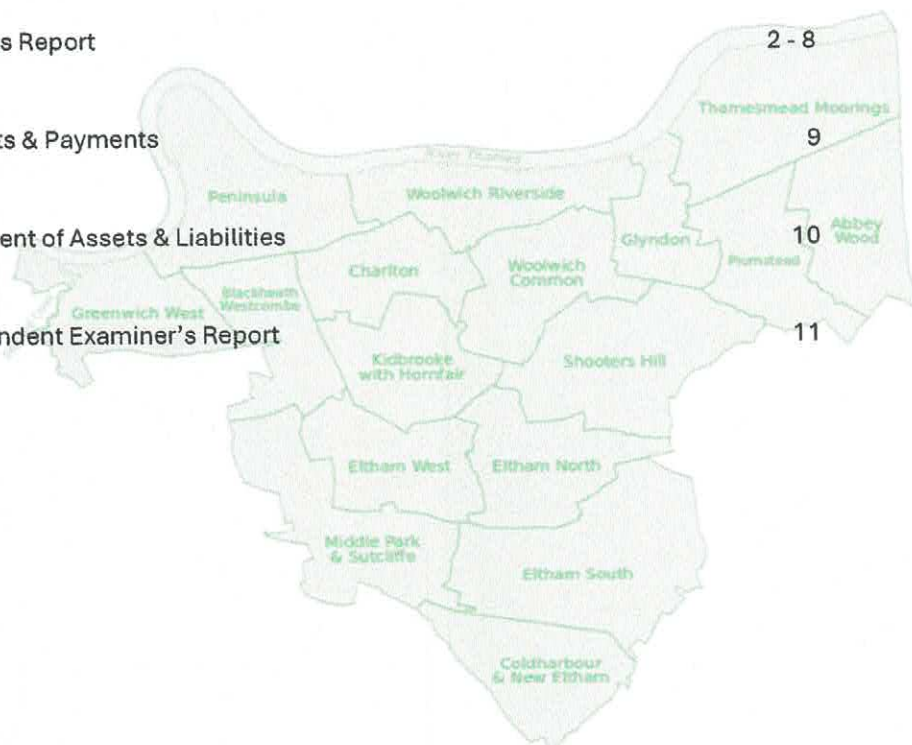 s Report 2 - 8
Thamesmead Moorings
ts & Payments 9
River Thames
Peninsula
Woolwich Riverside
ent of Assets & Liabilities 10
Abbey
Wood
Glyndon
Plumstead
Charlton
Woolwich
Common
Blackheath
Westcombe
Greenwich West
ndent Examiner's Report 11
Kidbrooke
with Hornfair
Shooters Hill
Eltham West
Eltham North
Middle Park
& Sutcliffe
Eltham South
Coldharbour
& New Eltham